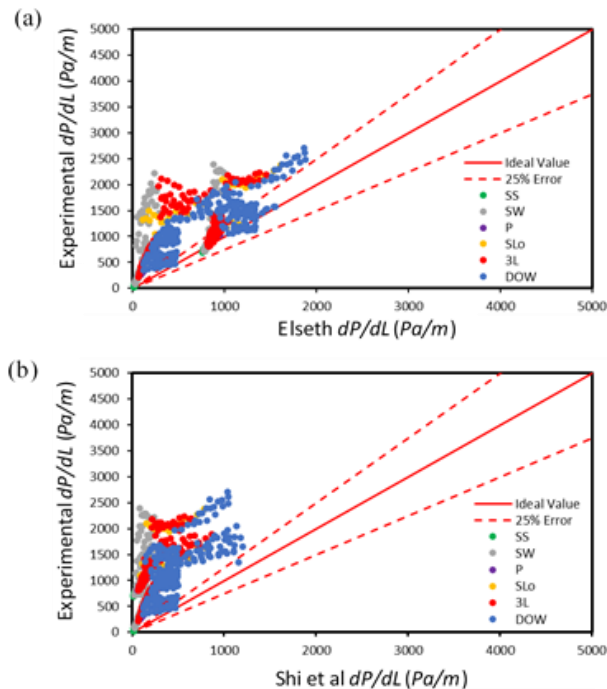 (a)
Experimental dP/dL (Pa/m)
5000
4500
4000
3500
3000
2500
2000
1500
1000
500
0
Ideal Value
25% Error
SS
SW
P
SLo
3L
DOW
0 1000 2000 3000 4000 5000
Elseth dP/dL (Pa/m)
(b)
Experimental dP/dL (Pa/m)
5000
4500
4000
3500
3000
2500
2000
1500
1000
500
0
Ideal Value
25% Error
SS
SW
P
SLo
3L
DOW
0 1000 2000 3000 4000 5000
Shi et al dP/dL (Pa/m)